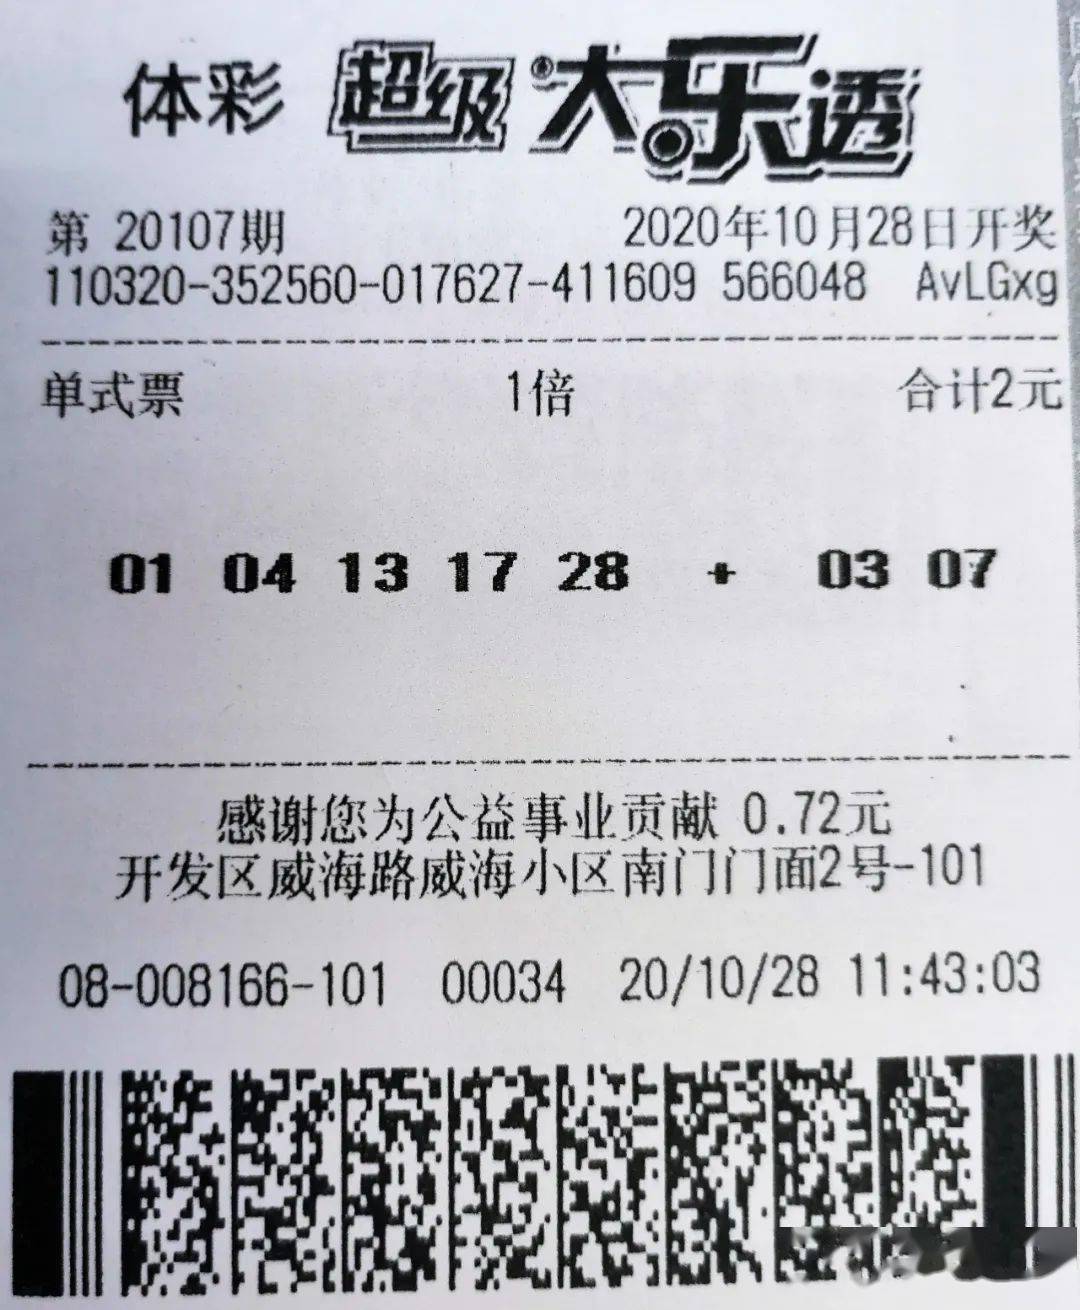 体彩 超级大乐透
第 20107期 2020年10月28日开奖
110320-352560-017627-411609 566048 AvLGxg
单式票 1倍 合计2元
01 04 13 17 28 + 03 07
感谢您为公益事业贡献 0.72元
开发区威海路威海小区南门门面2号-101
08-008166-101 00034 20/10/28 11:43:03